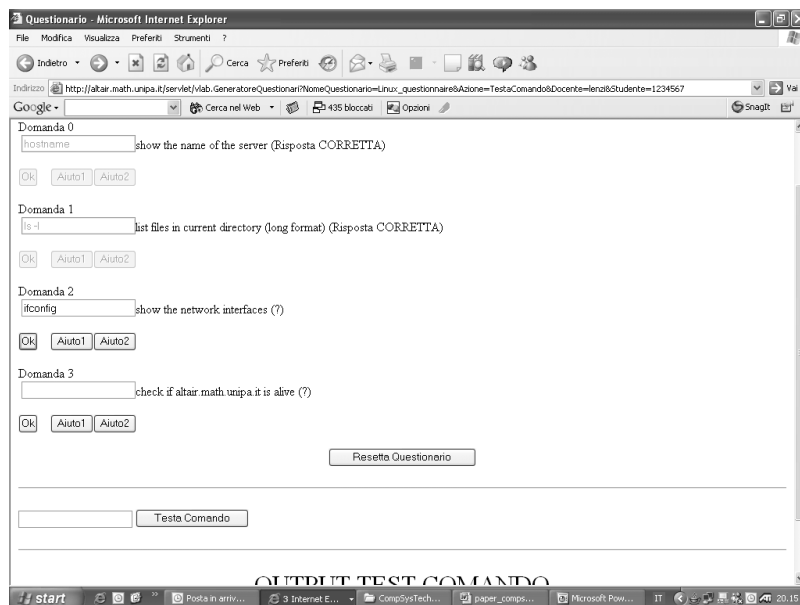 Questionario - Microsoft Internet Explorer
File Modifica Visualizza Preferiti Strumenti ?
Indietro Cerca Preferiti
Indirizzo http://altair.math.unipa.it/servlet/vlab.GeneratoreQuestionari?NomeQuestionario=Linux_questionnaire&Azione=TestaComando&Docente=lenzi&Studente=1234567 Vai
Google Cerca nel Web 435 bloccati Opzioni SnagIt
Domanda 0
hostname show the name of the server (Risposta CORRETTA)
Ok Aiuto1 Aiuto2
Domanda 1
ls -l list files in current directory (long format) (Risposta CORRETTA)
Ok Aiuto1 Aiuto2
Domanda 2
ifconfig show the network interfaces (?)
Ok Aiuto1 Aiuto2
Domanda 3
check if altair.math.unipa.it is alive (?)
Ok Aiuto1 Aiuto2
Resetta Questionario
Testa Comando
OUTPUT TEST COMANDO
start Posta in arriv... 3 Internet E... CompSysTech... paper_comps... Microsoft Pow... IT 20.15